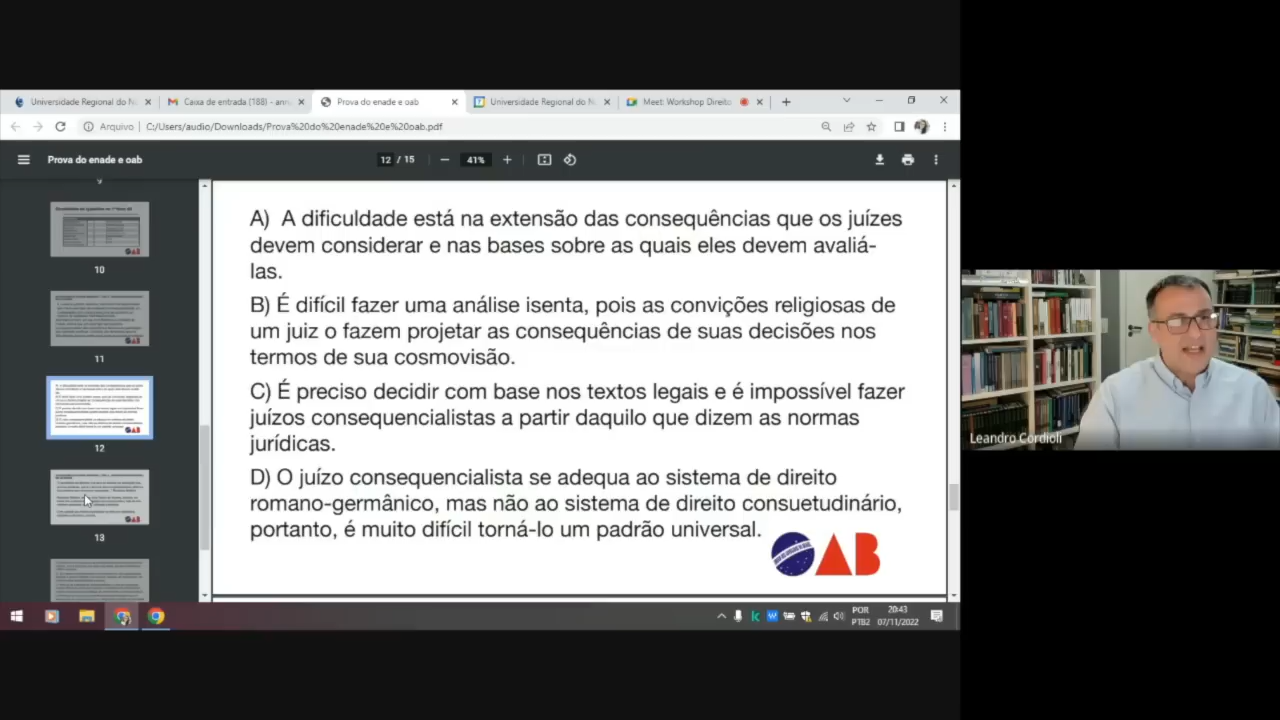 Universidade Regional do No
Caixa de entrada (188) - ann
Prova do enade e oab
Universidade Regional do No
Meet: Workshop Direito
Arquivo
C:/Users/audio/Downloads/Prova%20do%20enade%20e%20oab.pdf
Prova do enade e oab
12 / 15
41%
9
10
11
12
13
A) A dificuldade está na extensão das consequências que os juízes
devem considerar e nas bases sobre as quais eles devem avaliá-
las.
B) É difícil fazer uma análise isenta, pois as convições religiosas de
um juiz o fazem projetar as consequências de suas decisões nos
termos de sua cosmovisão.
C) É preciso decidir com base nos textos legais e é impossível fazer
juízos consequencialistas a partir daquilo que dizem as normas
jurídicas.
D) O juízo consequencialista se adequa ao sistema de direito
romano-germânico, mas não ao sistema de direito consuetudinário,
portanto, é muito difícil torná-lo um padrão universal.
OAB
Leandro Cordioli
POR
PTB2
20:43
07/11/2022